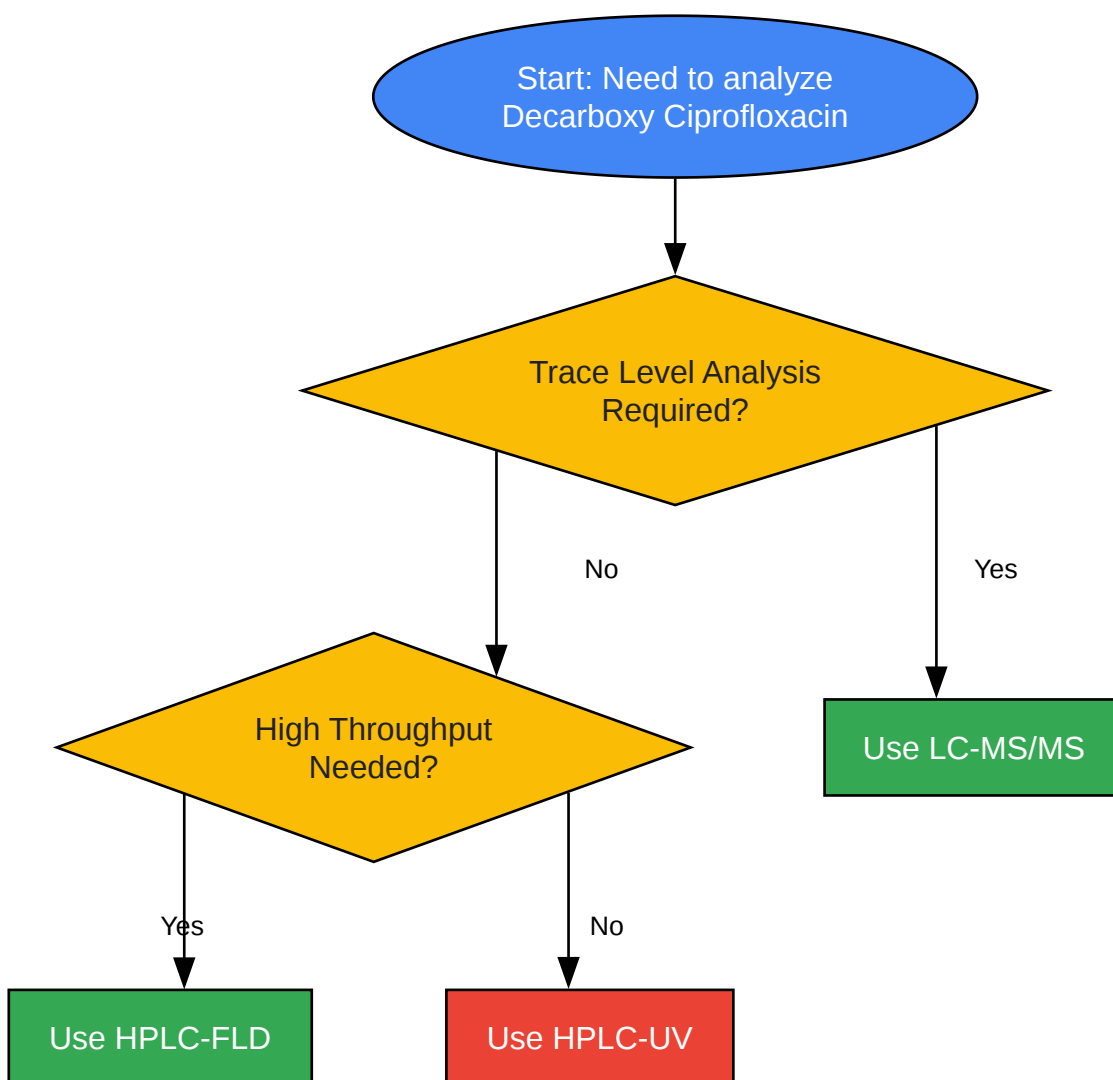 Start: Need to analyze
Decarboxy Ciprofloxacin
Trace Level Analysis
Required?
No
Yes
High Throughput
Needed?
Use LC-MS/MS
Yes
No
Use HPLC-FLD
Use HPLC-UV